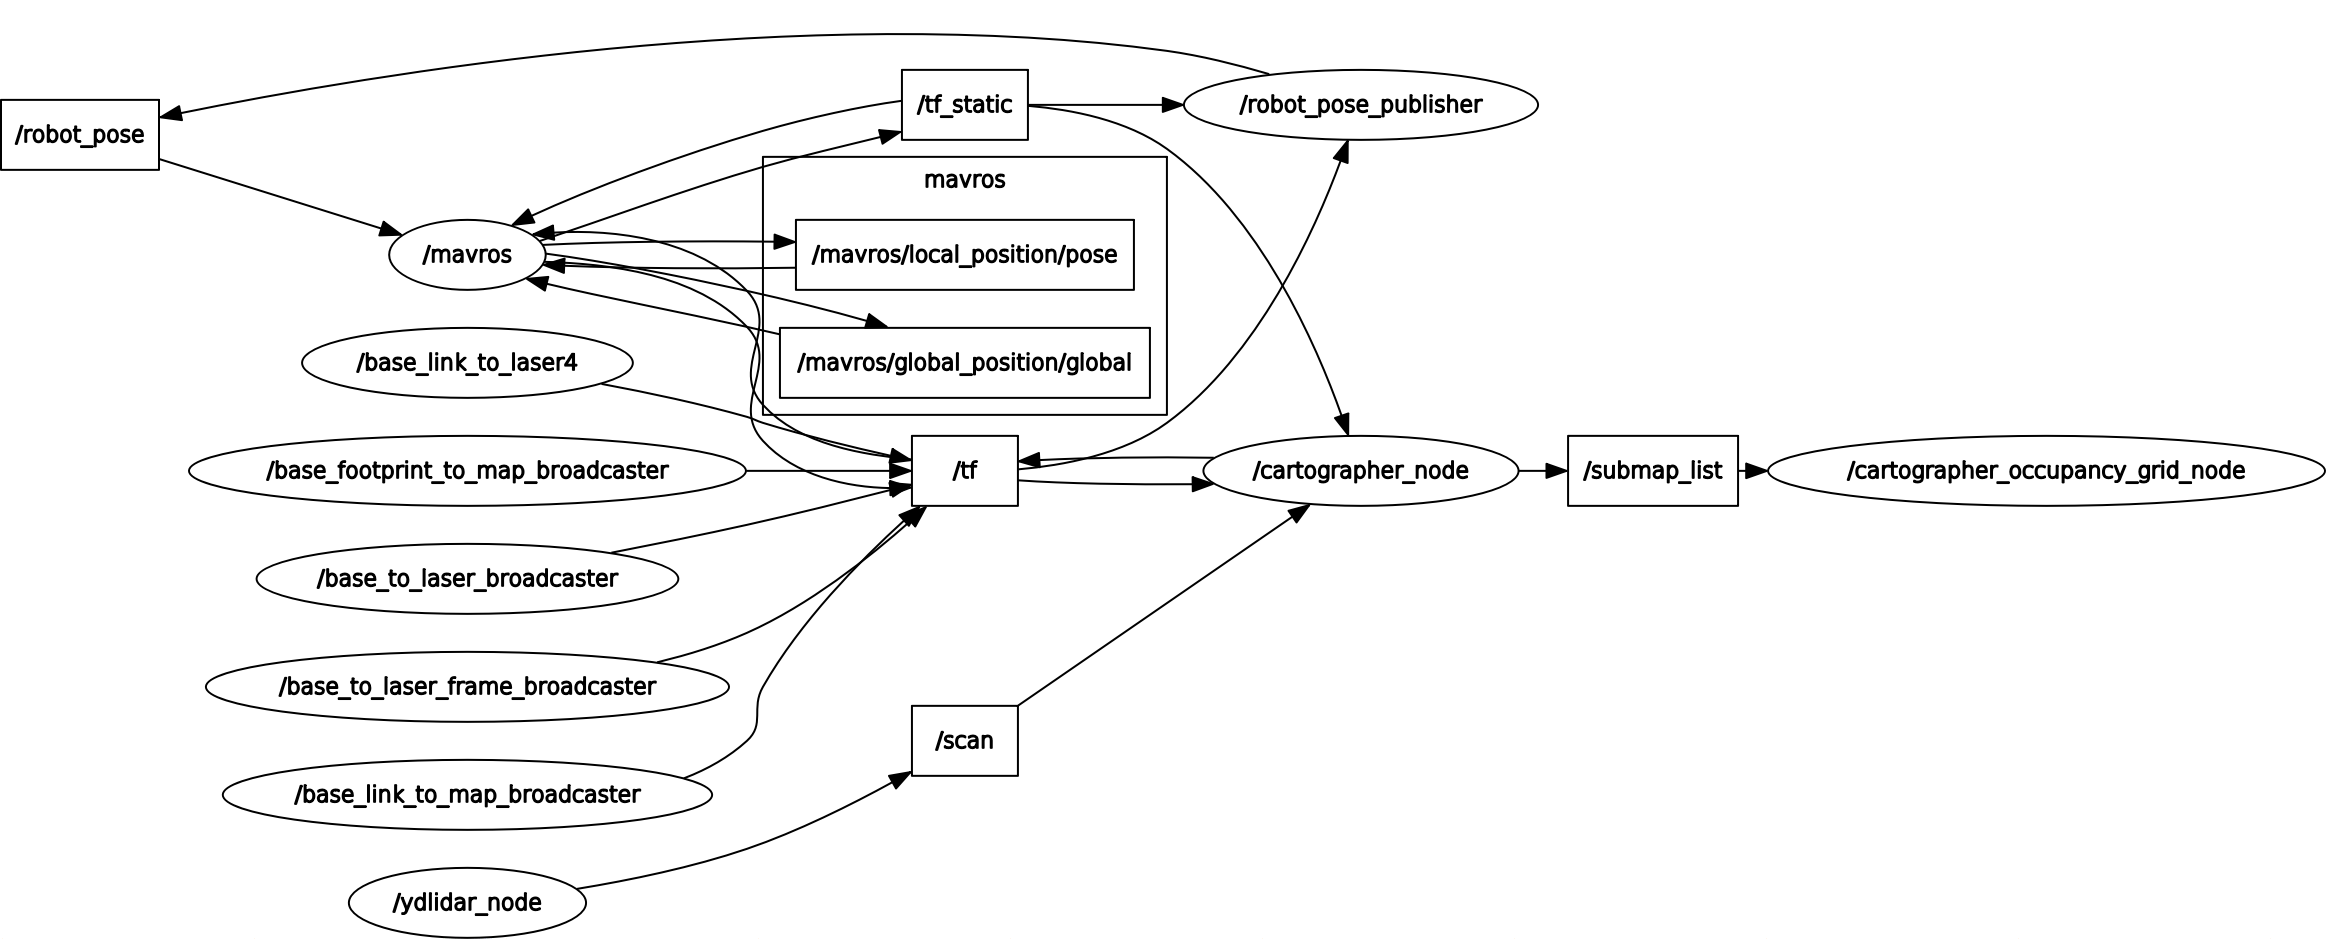 /robot_pose
/tf_static
/robot_pose_publisher
mavros
/mavros
/mavros/local_position/pose
/base_link_to_laser4
/mavros/global_position/global
/base_footprint_to_map_broadcaster
/tf
/cartographer_node
/submap_list
/cartographer_occupancy_grid_node
/base_to_laser_broadcaster
/base_to_laser_frame_broadcaster
/scan
/base_link_to_map_broadcaster
/ydlidar_node